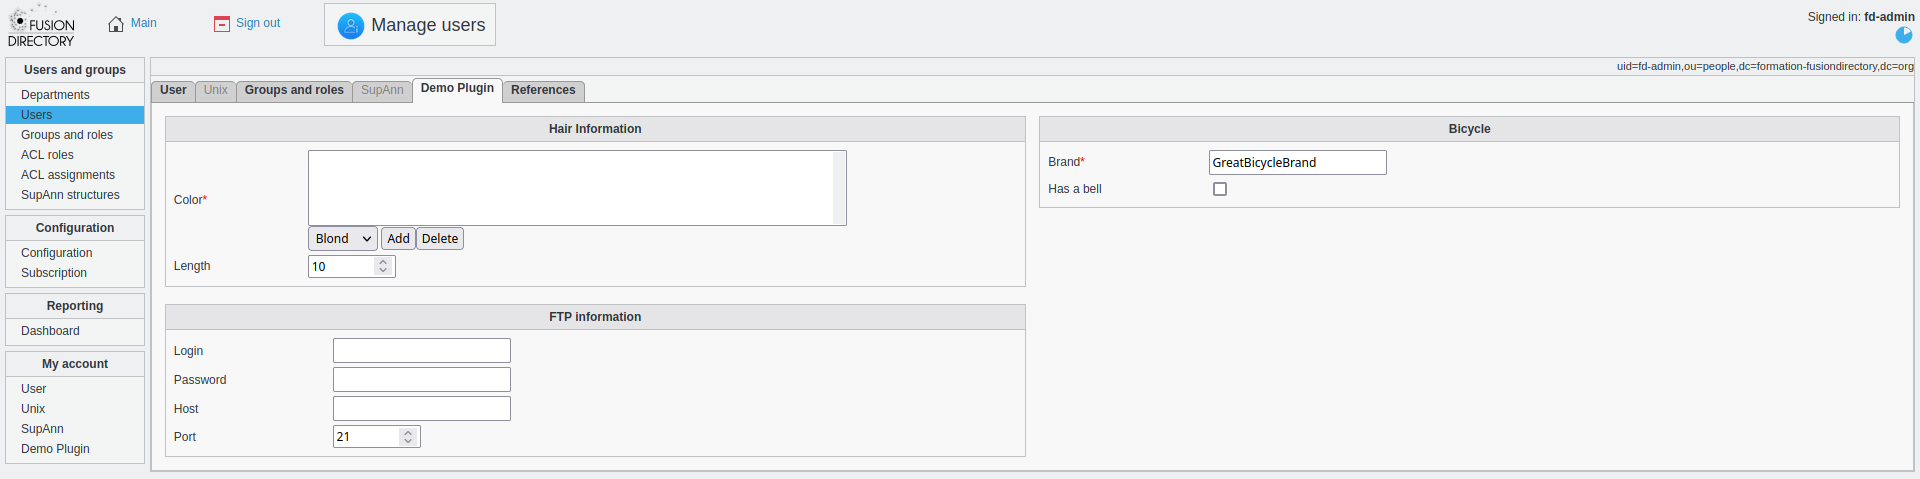 FUSION
DIRECTORY
Main
Sign out
Manage users
Signed in: fd-admin
Users and groups
Departments
Users
Groups and roles
ACL roles
ACL assignments
SupAnn structures
Configuration
Configuration
Subscription
Reporting
Dashboard
My account
User
Unix
SupAnn
Demo Plugin
uid=fd-admin,ou=people,dc=formation-fusiondirectory,dc=org
User Unix Groups and roles SupAnn Demo Plugin References
Hair Information
Color*
Blond Add Delete
Length 10
FTP information
Login
Password
Host
Port 21
Bicycle
Brand* GreatBicycleBrand
Has a bell